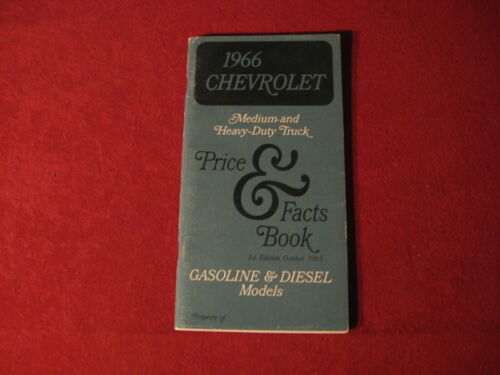 1966
CHEVROLET
Medium-and
Heavy-Duty Truck
Price
&
Facts
Book
1st Edition October 1965
GASOLINE & DIESEL
Models
Property of